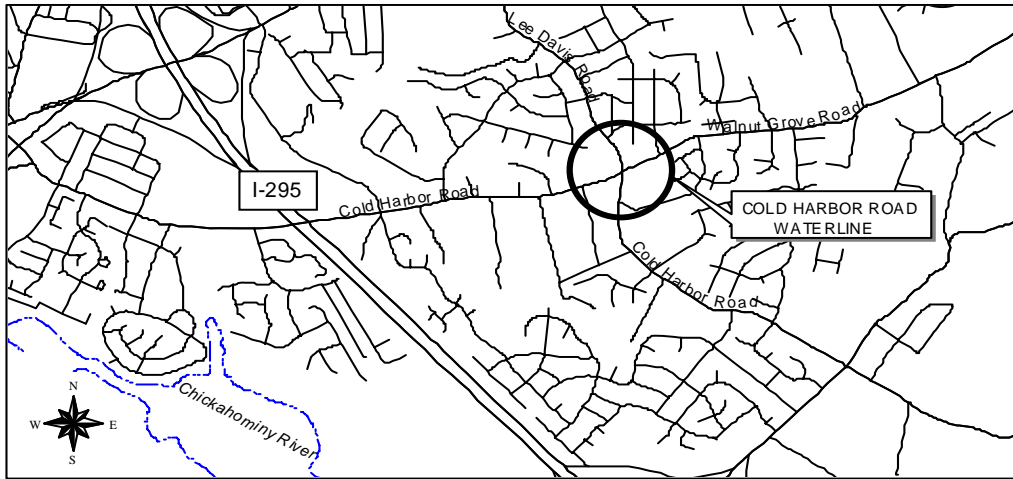 Lee Davis Road
Walnut Grove Road
I-295
Cold Harbor Road
COLD HARBOR ROAD
WATERLINE
Cold Harbor Road
Chickahominy River
N
W E
S